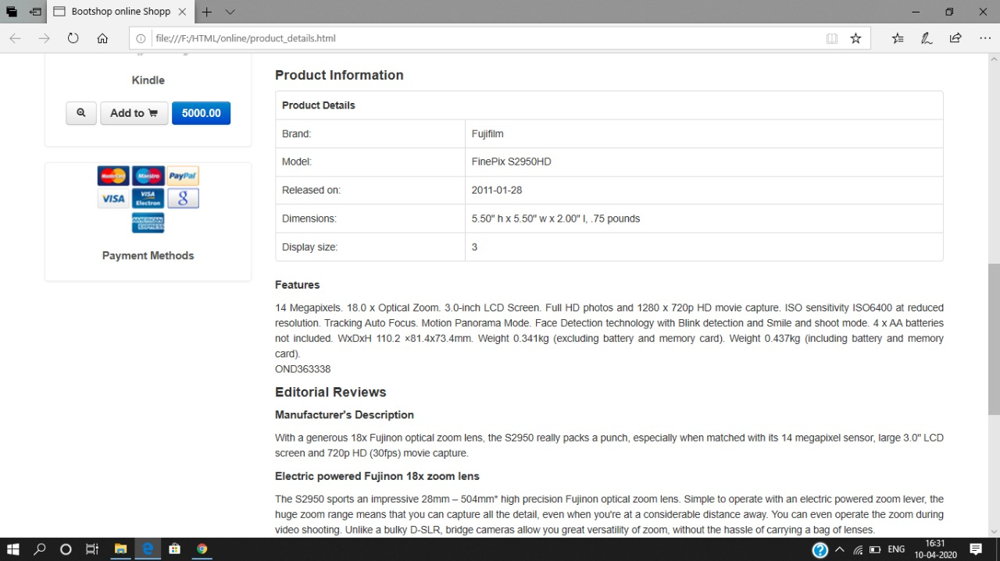 Bootshop online Shopp
file:///F:/HTML/online/product_details.html
Kindle
Add to
5000.00
MasterCard
Maestro
PayPal
VISA
VISA
Electron
g
AMERICAN
EXPRESS
Payment Methods
Product Information
Product Details
Brand: Fujifilm
Model: FinePix S2950HD
Released on: 2011-01-28
Dimensions: 5.50" h x 5.50" w x 2.00" l, .75 pounds
Display size: 3
Features
14 Megapixels. 18.0 x Optical Zoom. 3.0-inch LCD Screen. Full HD photos and 1280 x 720p HD movie capture. ISO sensitivity ISO6400 at reduced
resolution. Tracking Auto Focus. Motion Panorama Mode. Face Detection technology with Blink detection and Smile and shoot mode. 4 x AA batteries
not included. WxDxH 110.2 ×81.4x73.4mm. Weight 0.341kg (excluding battery and memory card). Weight 0.437kg (including battery and memory
card).
OND363338
Editorial Reviews
Manufacturer's Description
With a generous 18x Fujinon optical zoom lens, the S2950 really packs a punch, especially when matched with its 14 megapixel sensor, large 3.0" LCD
screen and 720p HD (30fps) movie capture.
Electric powered Fujinon 18x zoom lens
The S2950 sports an impressive 28mm – 504mm* high precision Fujinon optical zoom lens. Simple to operate with an electric powered zoom lever, the
huge zoom range means that you can capture all the detail, even when you're at a considerable distance away. You can even operate the zoom during
video shooting. Unlike a bulky D-SLR, bridge cameras allow you great versatility of zoom, without the hassle of carrying a bag of lenses.
ENG
16:31
10-04-2020